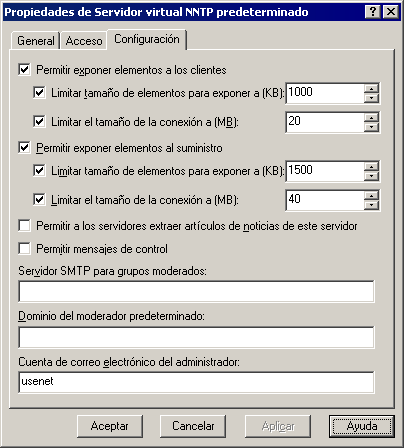 Propiedades de Servidor virtual NNTP predeterminado
General Acceso Configuración
Permitir exponer elementos a los clientes
Limitar tamaño de elementos para exponer a (KB): 1000
Limitar el tamaño de la conexión a (MB): 20
Permitir exponer elementos al suministro
Limitar tamaño de elementos para exponer a (KB): 1500
Limitar el tamaño de la conexión a (MB): 40
Permitir a los servidores extraer artículos de noticias de este servidor
Permitir mensajes de control
Servidor SMTP para grupos moderados:
Dominio del moderador predeterminado:
Cuenta de correo electrónico del administrador:
usenet
Aceptar Cancelar Aplicar Ayuda